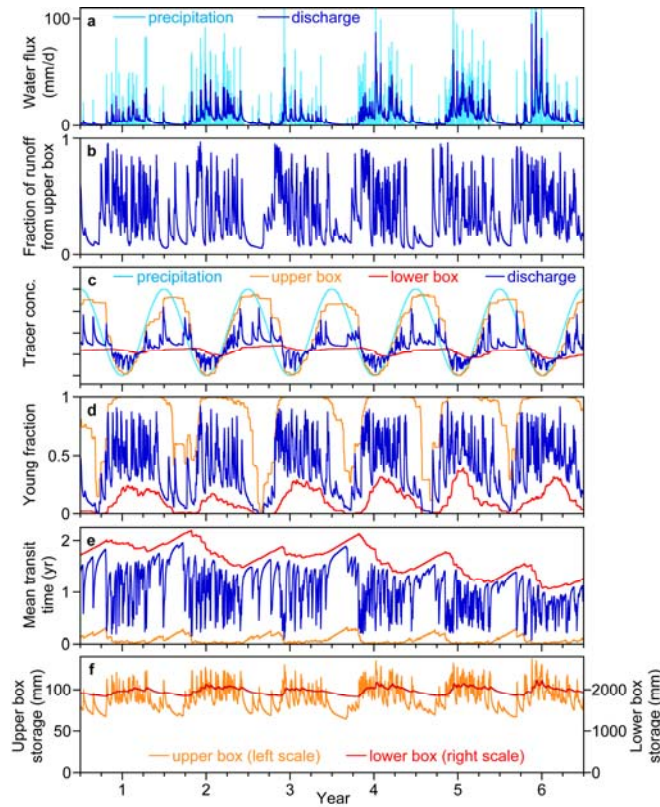 a
precipitation discharge
Water flux
(mm/d)
100
0
b
Fraction of runoff
from upper box
1
0
c
precipitation upper box lower box discharge
Tracer conc.
d
Young fraction
1
0.5
0
e
Mean transit
time (yr)
2
1
0
f
Upper box
storage (mm)
100
50
0
2000
1000
0
Lower box
storage (mm)
upper box (left scale) lower box (right scale)
1 2 3 4 5 6
Year